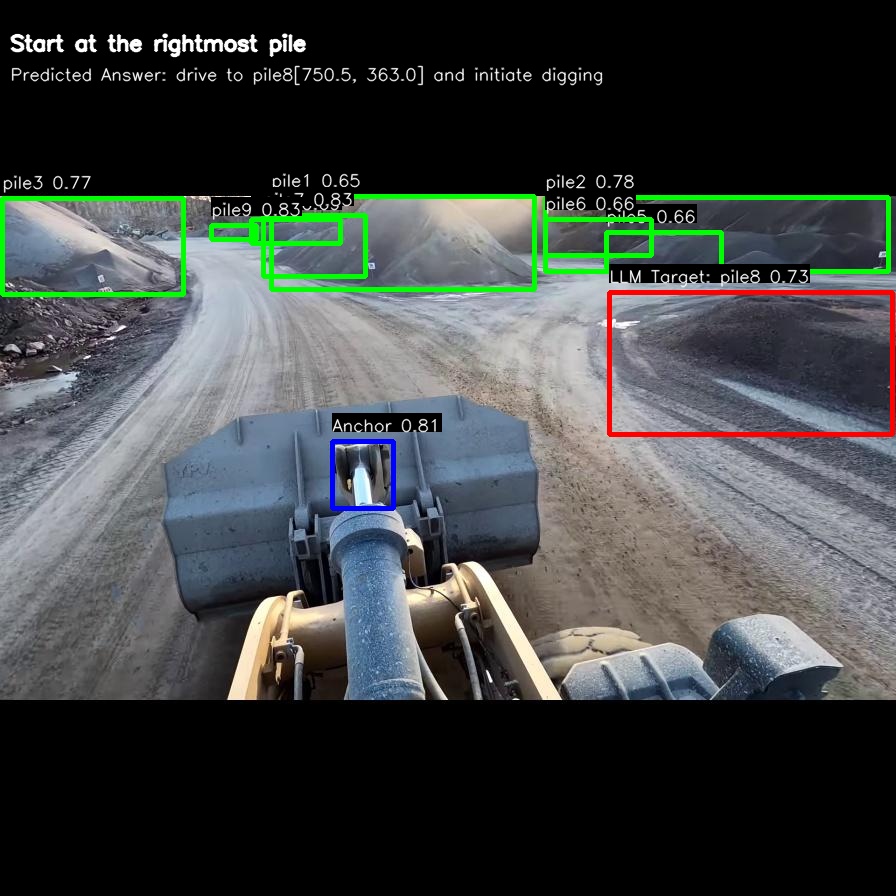 Start at the rightmost pile
Predicted Answer: drive to pile8[750.5, 363.0] and initiate digging
pile3 0.77
pile1 0.65
0.83
pile9 0.83
pile2 0.78
pile6 0.66
pile5 0.66
LLM Target: pile8 0.73
Anchor 0.81